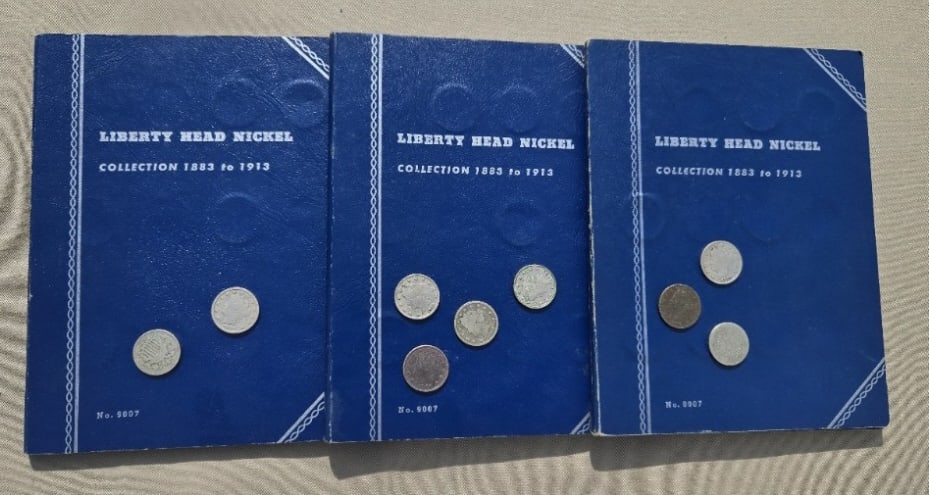 LIBERTY HEAD NICKEL
COLLECTION 1883 to 1913
No. 9007
LIBERTY HEAD NICKEL
COLLECTION 1883 to 1913
No. 9007
LIBERTY HEAD NICKEL
COLLECTION 1883 to 1913
No. 9007